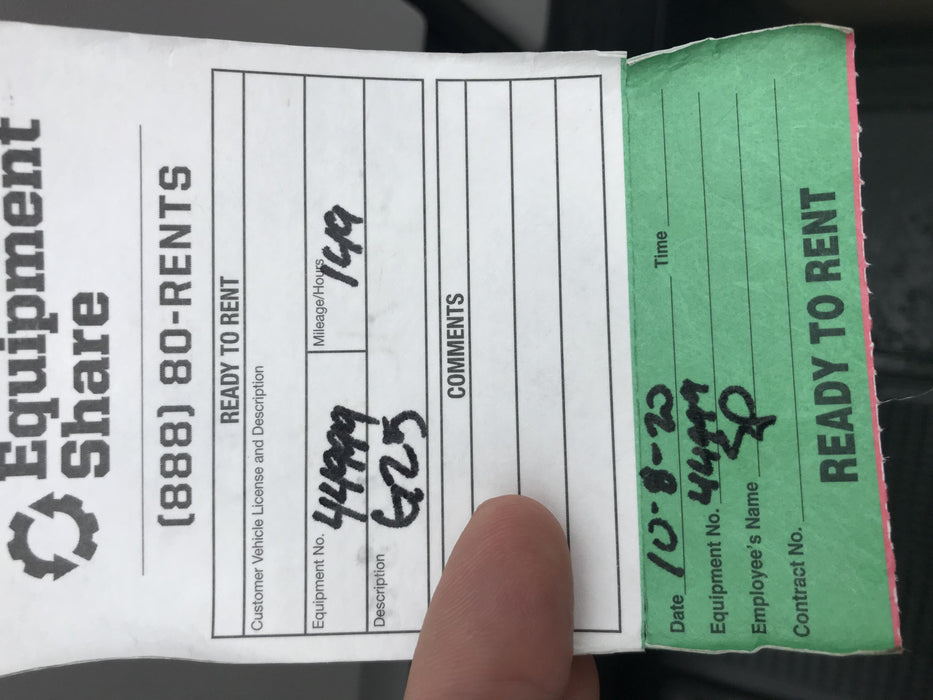 Equipment
Share
(888) 80-RENTS
READY TO RENT
Customer Vehicle License and Description
Equipment No. 44999 Mileage/Hours 149
Description G25
COMMENTS
Date 10-8-20 Time
Equipment No. 44999
Employee's Name
Contract No.
READY TO RENT